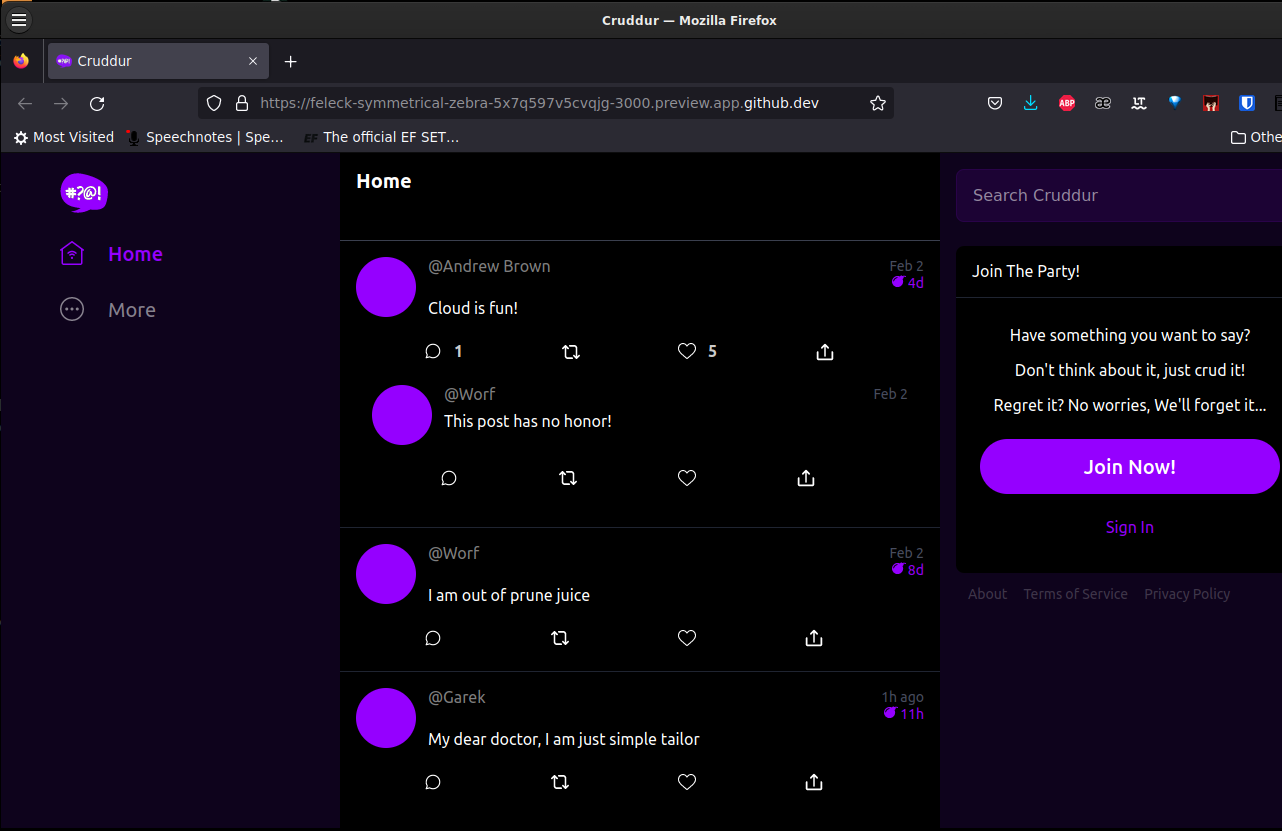 Cruddur — Mozilla Firefox
#?@! Cruddur
https://feleck-symmetrical-zebra-5x7q597v5cvqjg-3000.preview.app.github.dev
ABP
LT
Most Visited
Speechnotes | Spe...
EF The official EF SET...
Othe
#?@!
Home
More
Home
@Andrew Brown
Feb 2
4d
Cloud is fun!
1
5
@Worf
Feb 2
This post has no honor!
@Worf
Feb 2
8d
I am out of prune juice
@Garek
1h ago
11h
My dear doctor, I am just simple tailor
Search Cruddur
Join The Party!
Have something you want to say?
Don't think about it, just crud it!
Regret it? No worries, We'll forget it...
Join Now!
Sign In
About Terms of Service Privacy Policy